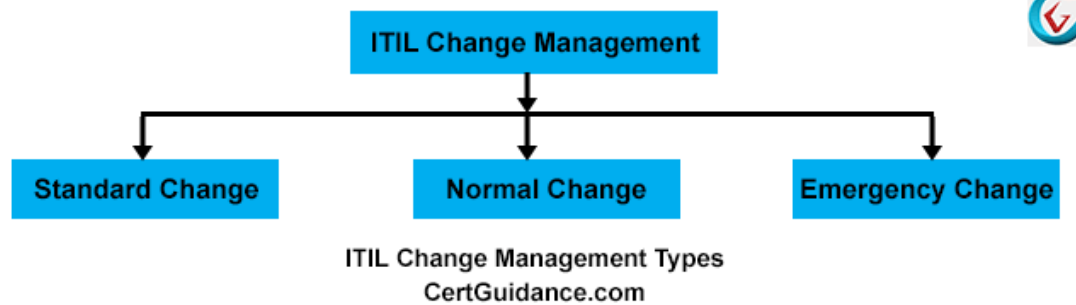 ITIL Change Management
Standard Change
Normal Change
Emergency Change
ITIL Change Management Types
CertGuidance.com